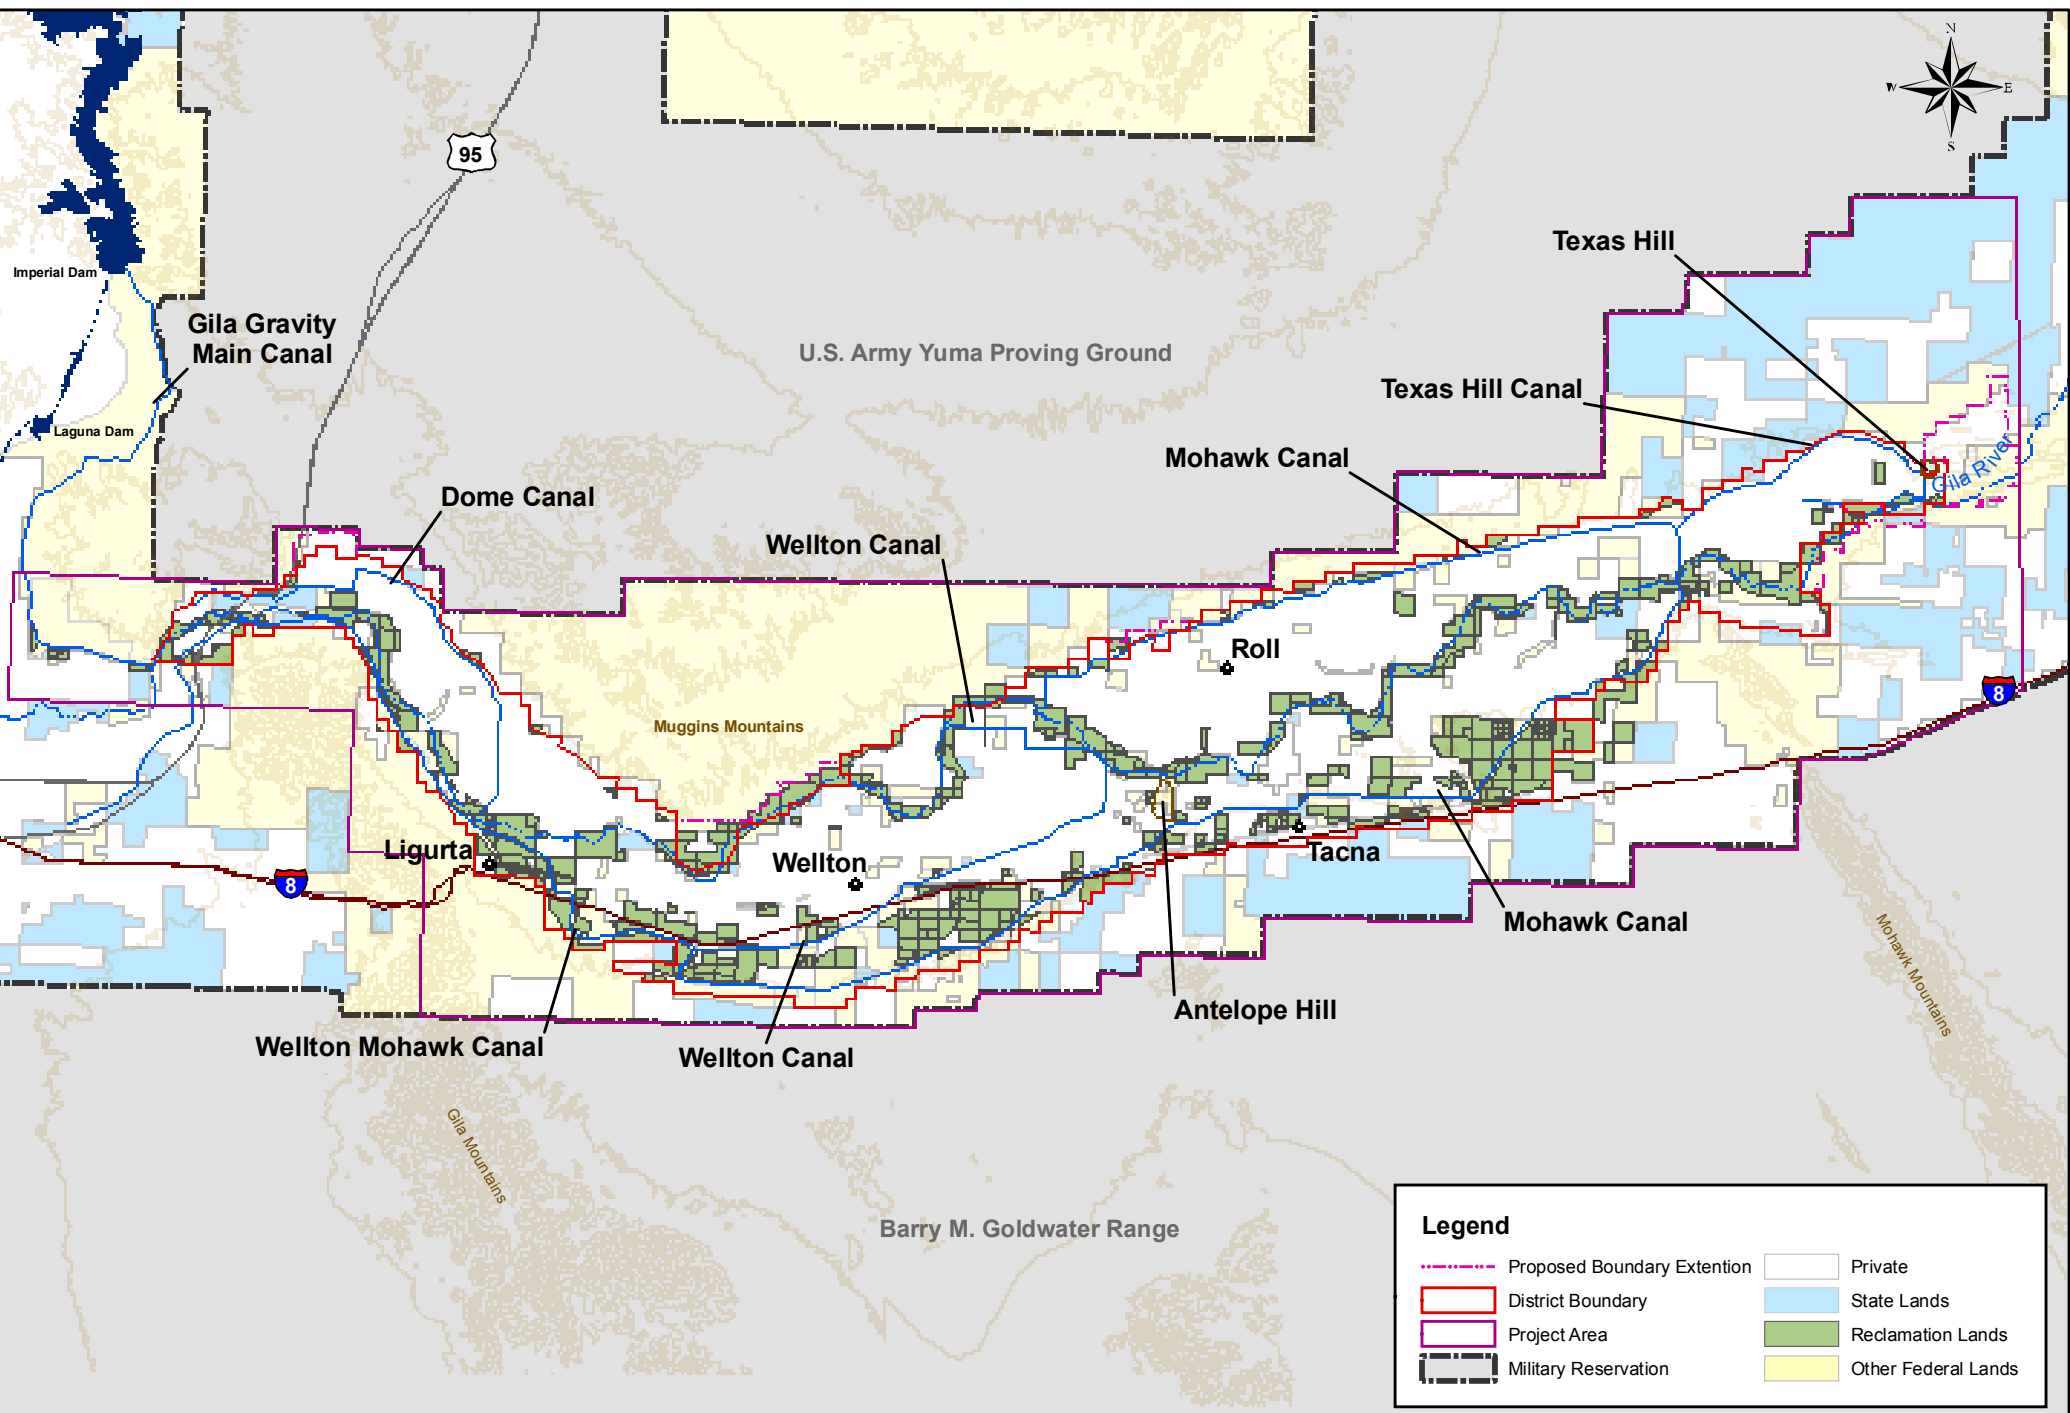 N
W
E
S
95
Texas Hill
Imperial Dam
Gila Gravity
Main Canal
U.S. Army Yuma Proving Ground
Texas Hill Canal
Laguna Dam
Mohawk Canal
Gila River
Dome Canal
Wellton Canal
Roll
8
Muggins Mountains
Ligurta
Wellton
Tacna
8
Mohawk Canal
Mohawk Mountains
Antelope Hill
Wellton Mohawk Canal
Wellton Canal
Gila Mountains
Barry M. Goldwater Range
Legend
Proposed Boundary Extention
District Boundary
Project Area
Military Reservation
Private
State Lands
Reclamation Lands
Other Federal Lands